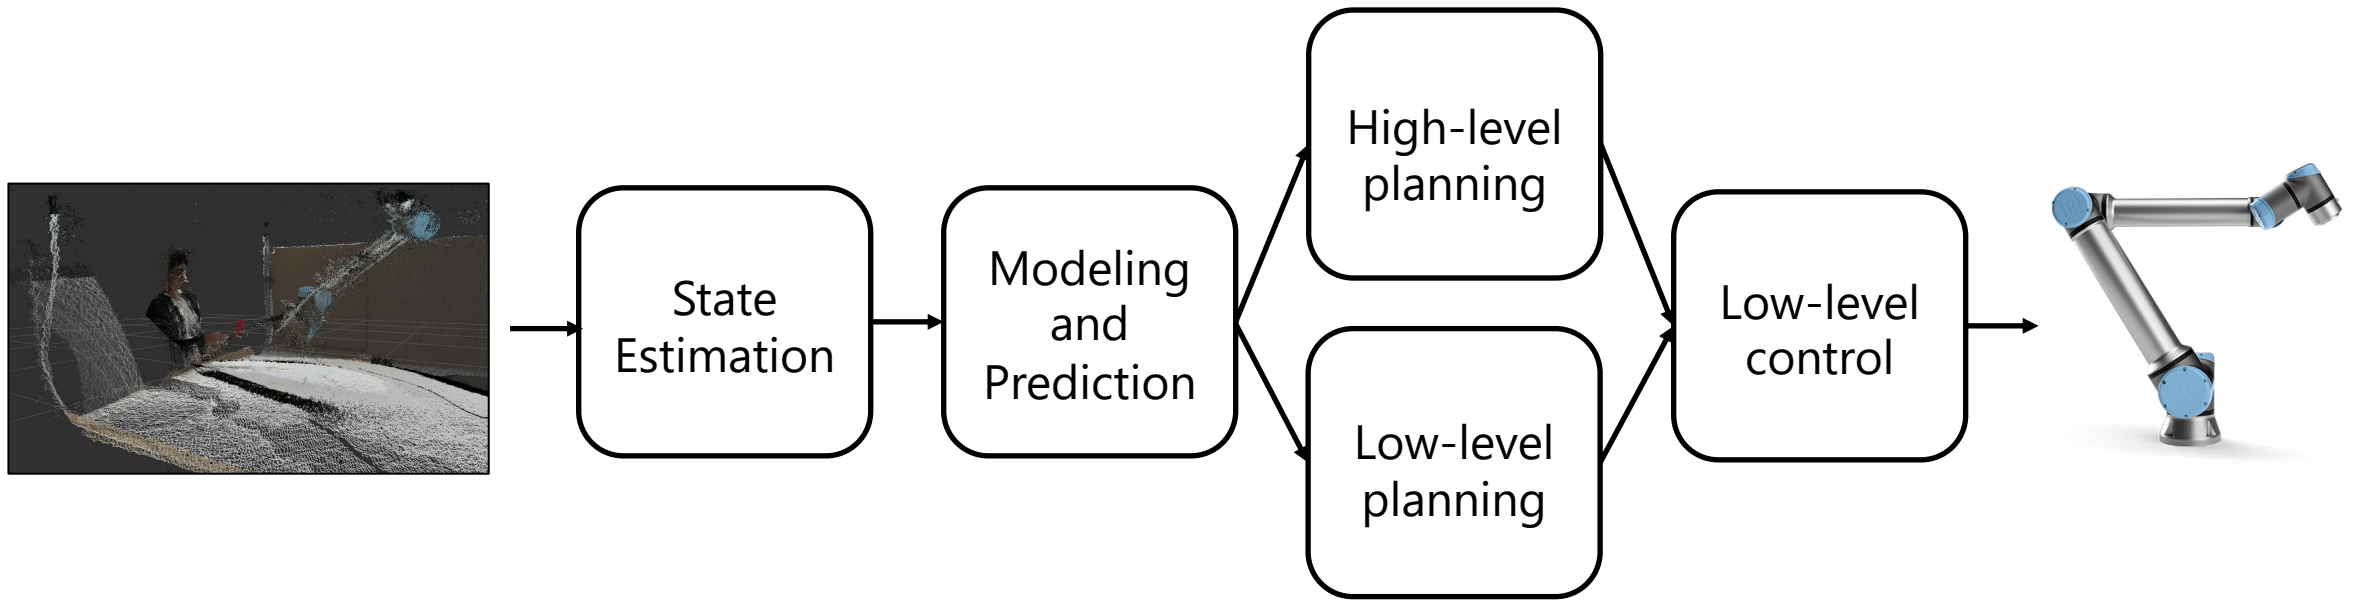 State
Estimation
Modeling
and
Prediction
High-level
planning
Low-level
planning
Low-level
control